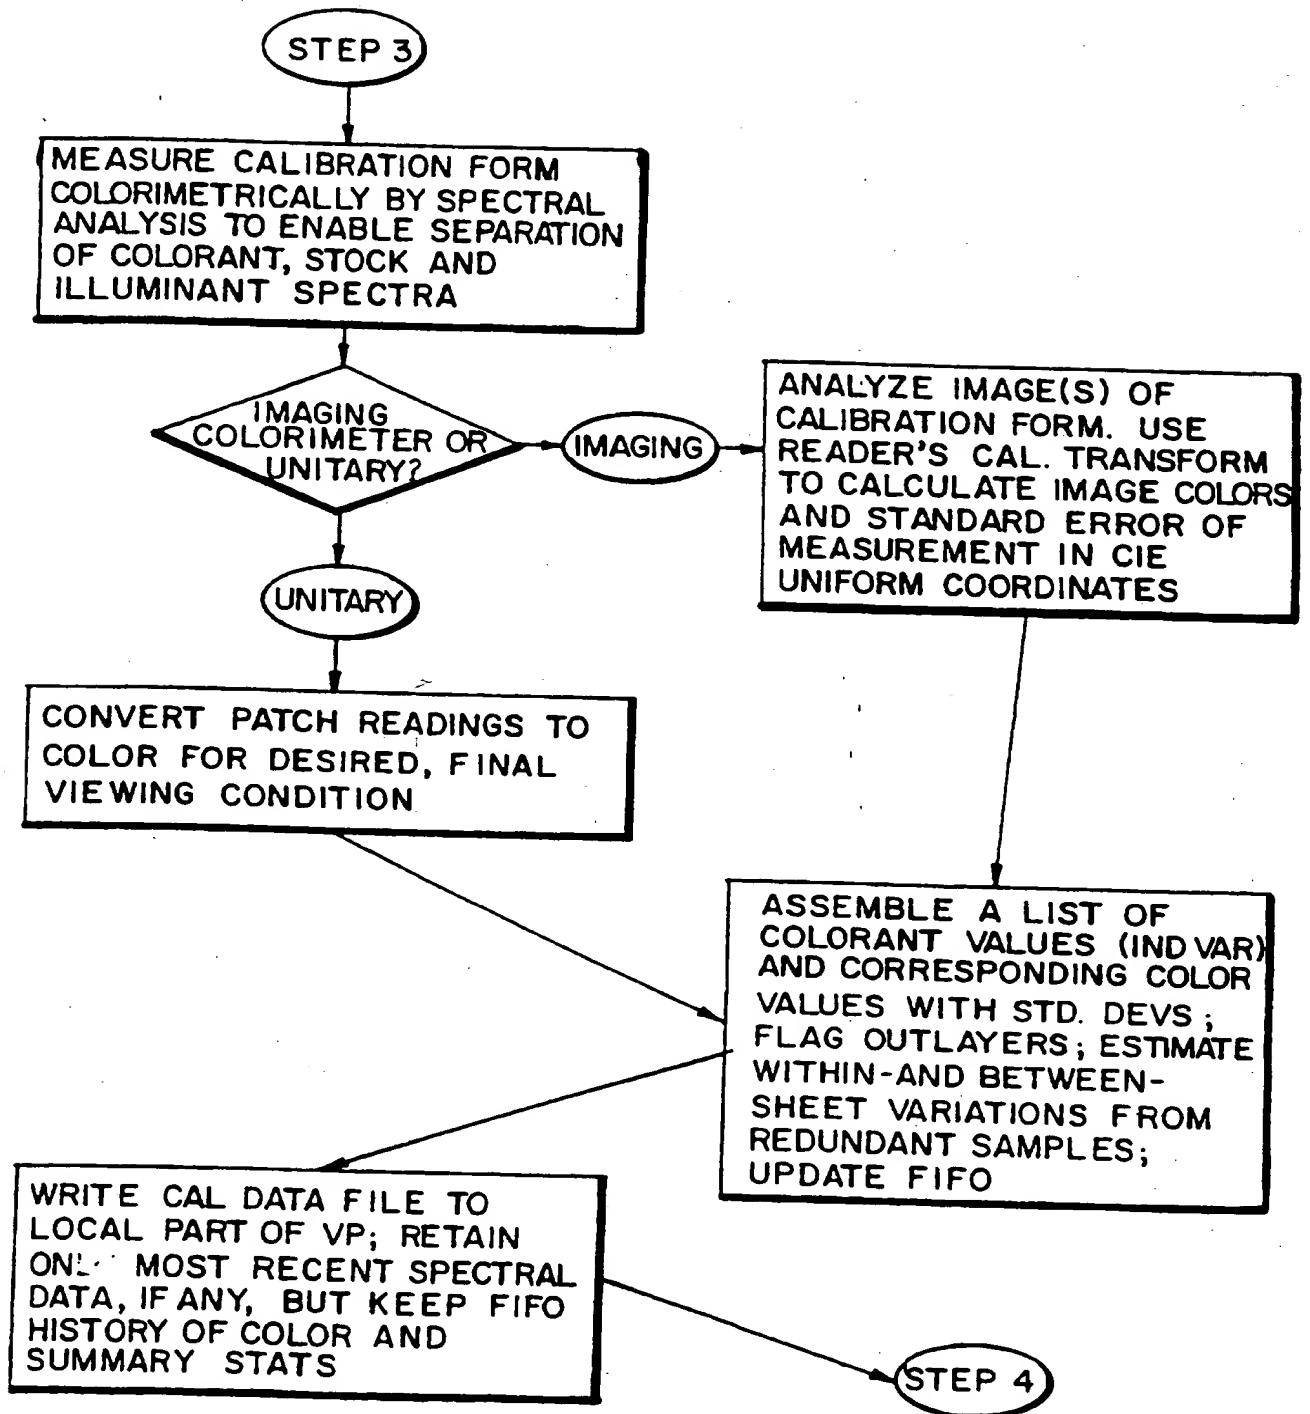 STEP 3
MEASURE CALIBRATION FORM
COLORIMETRICALLY BY SPECTRAL
ANALYSIS TO ENABLE SEPARATION
OF COLORANT, STOCK AND
ILLUMINANT SPECTRA
IMAGING
COLORIMETER OR
UNITARY?
IMAGING
ANALYZE IMAGE(S) OF
CALIBRATION FORM. USE
READER'S CAL. TRANSFORM
TO CALCULATE IMAGE COLORS
AND STANDARD ERROR OF
MEASUREMENT IN CIE
UNIFORM COORDINATES
UNITARY
CONVERT PATCH READINGS TO
COLOR FOR DESIRED, FINAL
VIEWING CONDITION
ASSEMBLE A LIST OF
COLORANT VALUES (IND VAR)
AND CORRESPONDING COLOR
VALUES WITH STD. DEVS;
FLAG OUTLAYERS; ESTIMATE
WITHIN-AND BETWEEN-
SHEET VARIATIONS FROM
REDUNDANT SAMPLES;
UPDATE FIFO
WRITE CAL DATA FILE TO
LOCAL PART OF VP; RETAIN
MOST RECENT SPECTRAL
DATA, IF ANY, BUT KEEP FIFO
HISTORY OF COLOR AND
SUMMARY STATS
STEP 4